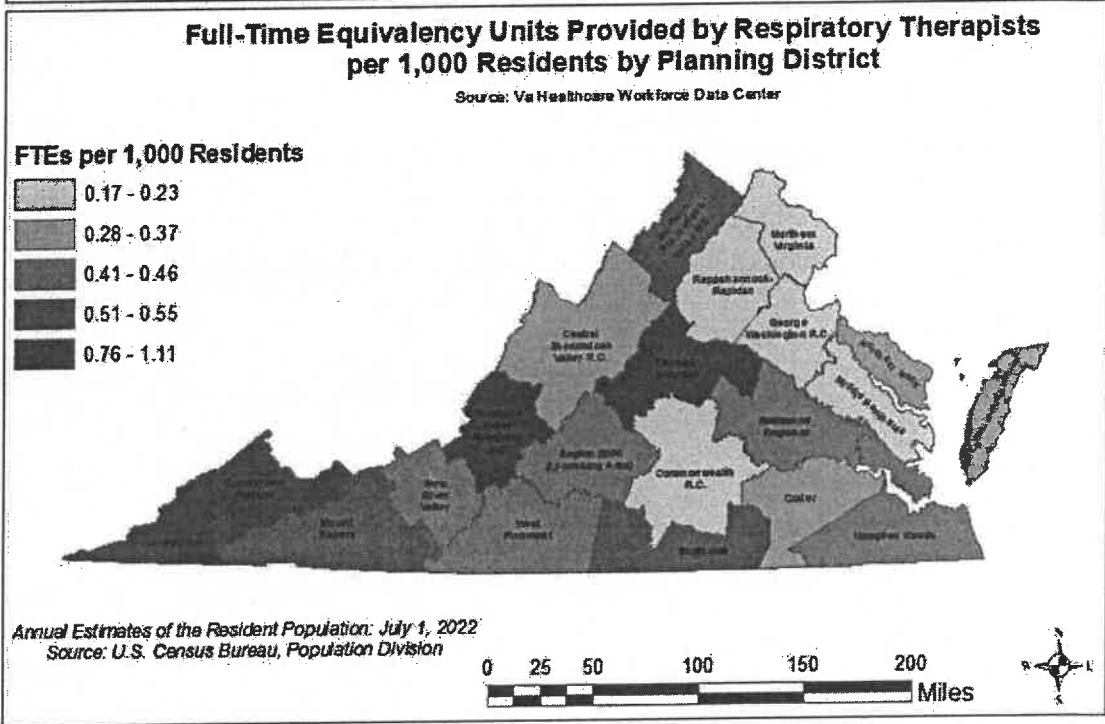 Full-Time Equivalency Units Provided by Respiratory Therapists
per 1,000 Residents by Planning District
Source: Va Healthcare Workforce Data Center
FTEs per 1,000 Residents
0.17 - 0.23
0.28 - 0.37
0.41 - 0.46
0.51 - 0.55
0.76 - 1.11
Northern
Virginia
Rappahannock-
Rapidan
George
Washington R.C.
Central
Shenandoah
Valley R.C.
Region 2000
(Lynchburg Area)
Commonwealth
R.C.
Richmond
Regional
New
River
Valley
Mount
Rogers
West
Piedmont
Southside
Crater
Hampton Roads
Annual Estimates of the Resident Population: July 1, 2022
Source: U.S. Census Bureau, Population Division
0 25 50 100 150 200
Miles
N
W E
S